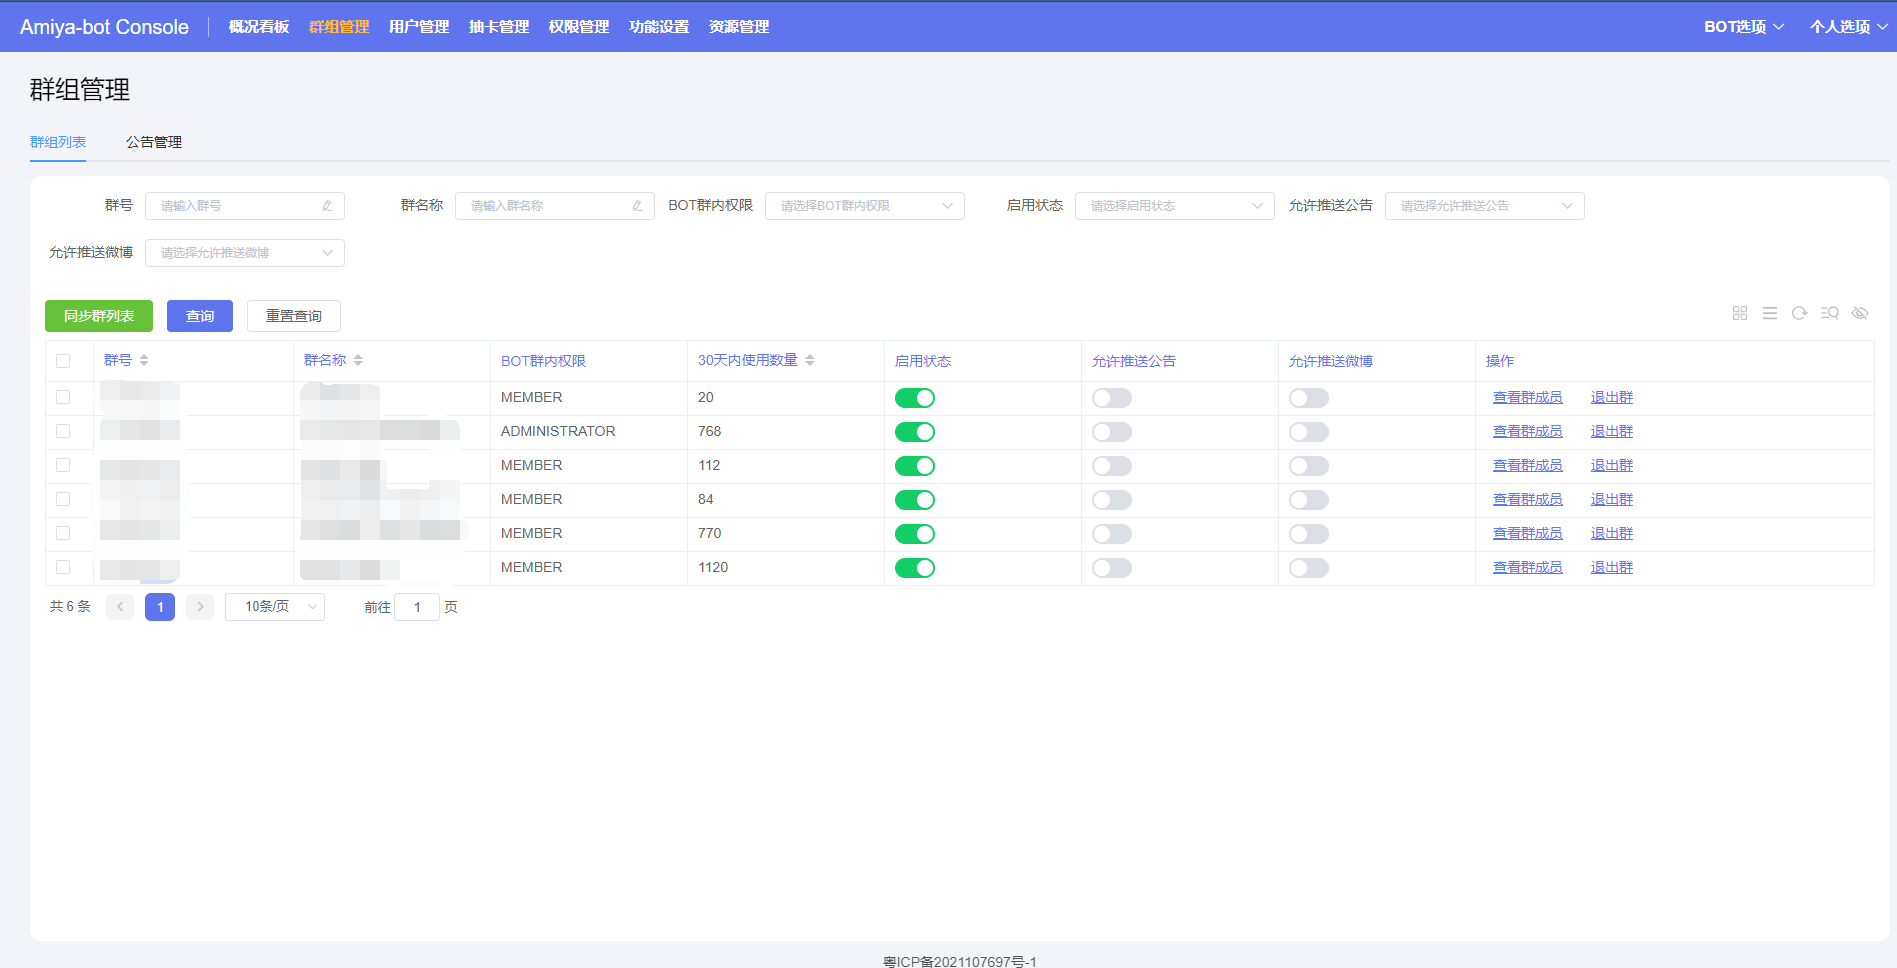 Amiya-bot Console 概况看板 群组管理 用户管理 抽卡管理 权限管理 功能设置 资源管理 BOT选项 个人选项
群组管理
群组列表 公告管理
群号 请输入群号 群名称 请输入群名称 BOT群内权限 请选择BOT群内权限 启用状态 请选择启用状态 允许推送公告 请选择允许推送公告
允许推送微博 请选择允许推送微博
同步群列表 查询 重置查询
群号 群名称 BOT群内权限 30天内使用数量 启用状态 允许推送公告 允许推送微博 操作
MEMBER 20 查看群成员 退出群
ADMINISTRATOR 768 查看群成员 退出群
MEMBER 112 查看群成员 退出群
MEMBER 84 查看群成员 退出群
MEMBER 770 查看群成员 退出群
MEMBER 1120 查看群成员 退出群
共 6 条 1 10条/页 前往 1 页
粤ICP备2021107697号-1